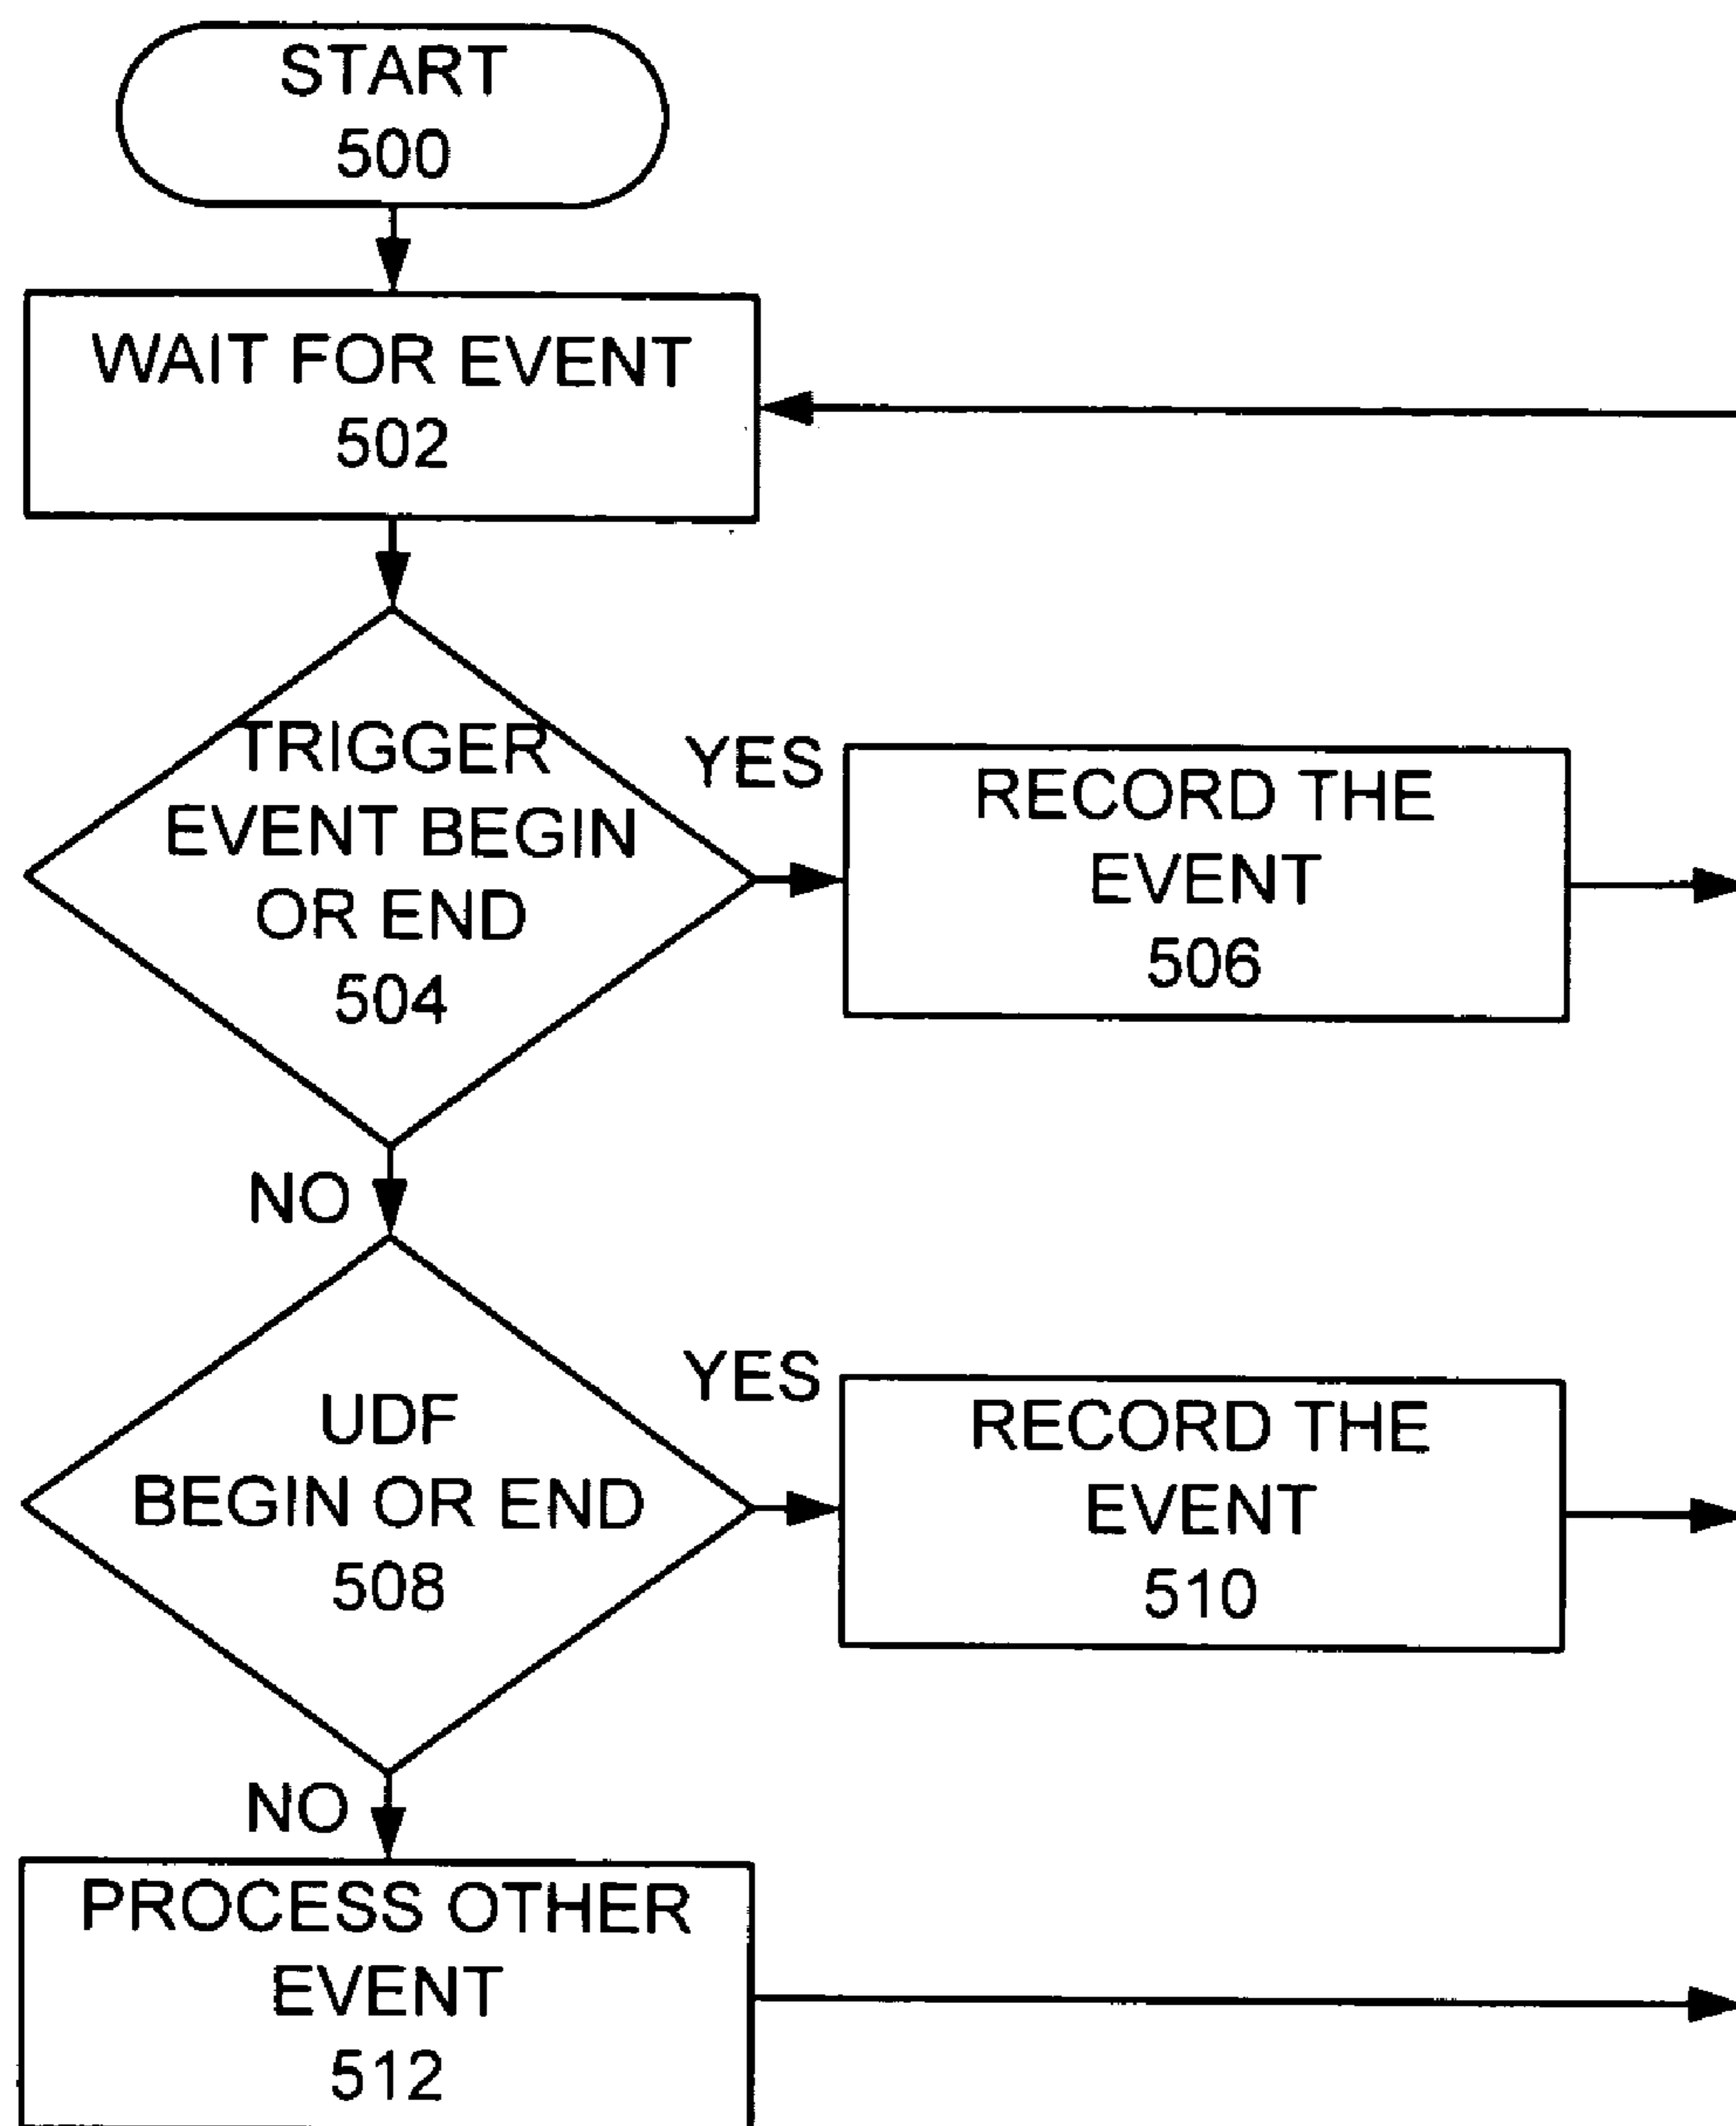 START
500
WAIT FOR EVENT
502
TRIGGER
EVENT BEGIN
OR END
504
YES
RECORD THE
EVENT
506
NO
UDF
BEGIN OR END
508
YES
RECORD THE
EVENT
510
NO
PROCESS OTHER
EVENT
512